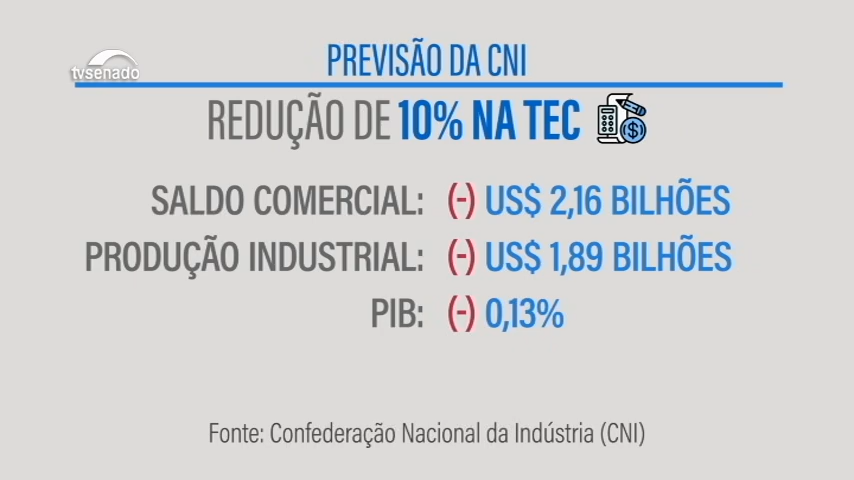 PREVISÃO DA CNI
tvsenado
REDUÇÃO DE 10% NA TEC
SALDO COMERCIAL: (-) US$ 2,16 BILHÕES
PRODUÇÃO INDUSTRIAL: (-) US$ 1,89 BILHÕES
PIB: (-) 0,13%
Fonte: Confederação Nacional da Indústria (CNI)